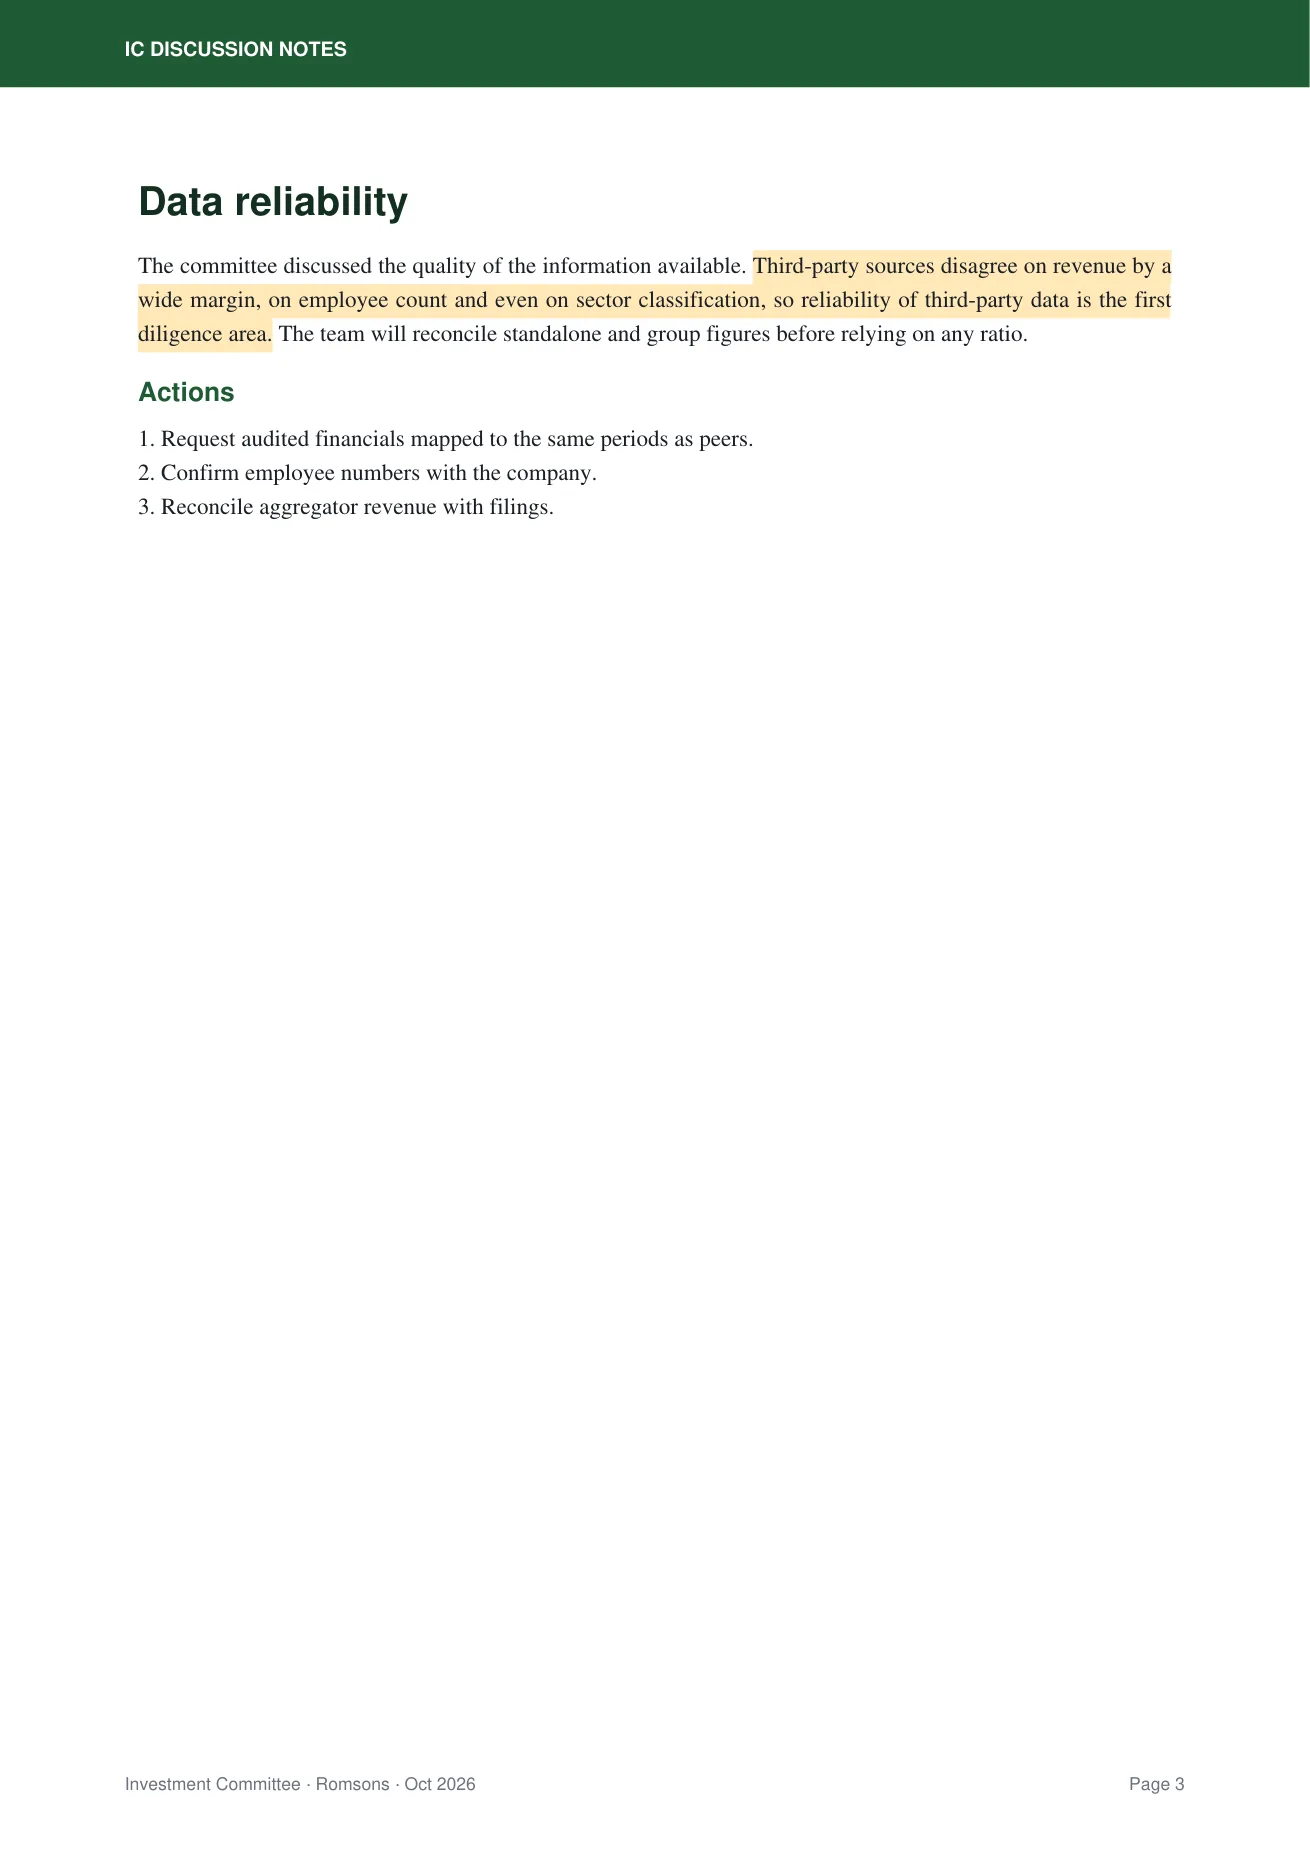 IC DISCUSSION NOTES
Data reliability
The committee discussed the quality of the information available. Third-party sources disagree on revenue by a
wide margin, on employee count and even on sector classification, so reliability of third-party data is the first
diligence area. The team will reconcile standalone and group figures before relying on any ratio.
Actions
1. Request audited financials mapped to the same periods as peers.
2. Confirm employee numbers with the company.
3. Reconcile aggregator revenue with filings.
Investment Committee · Romsons · Oct 2026
Page 3